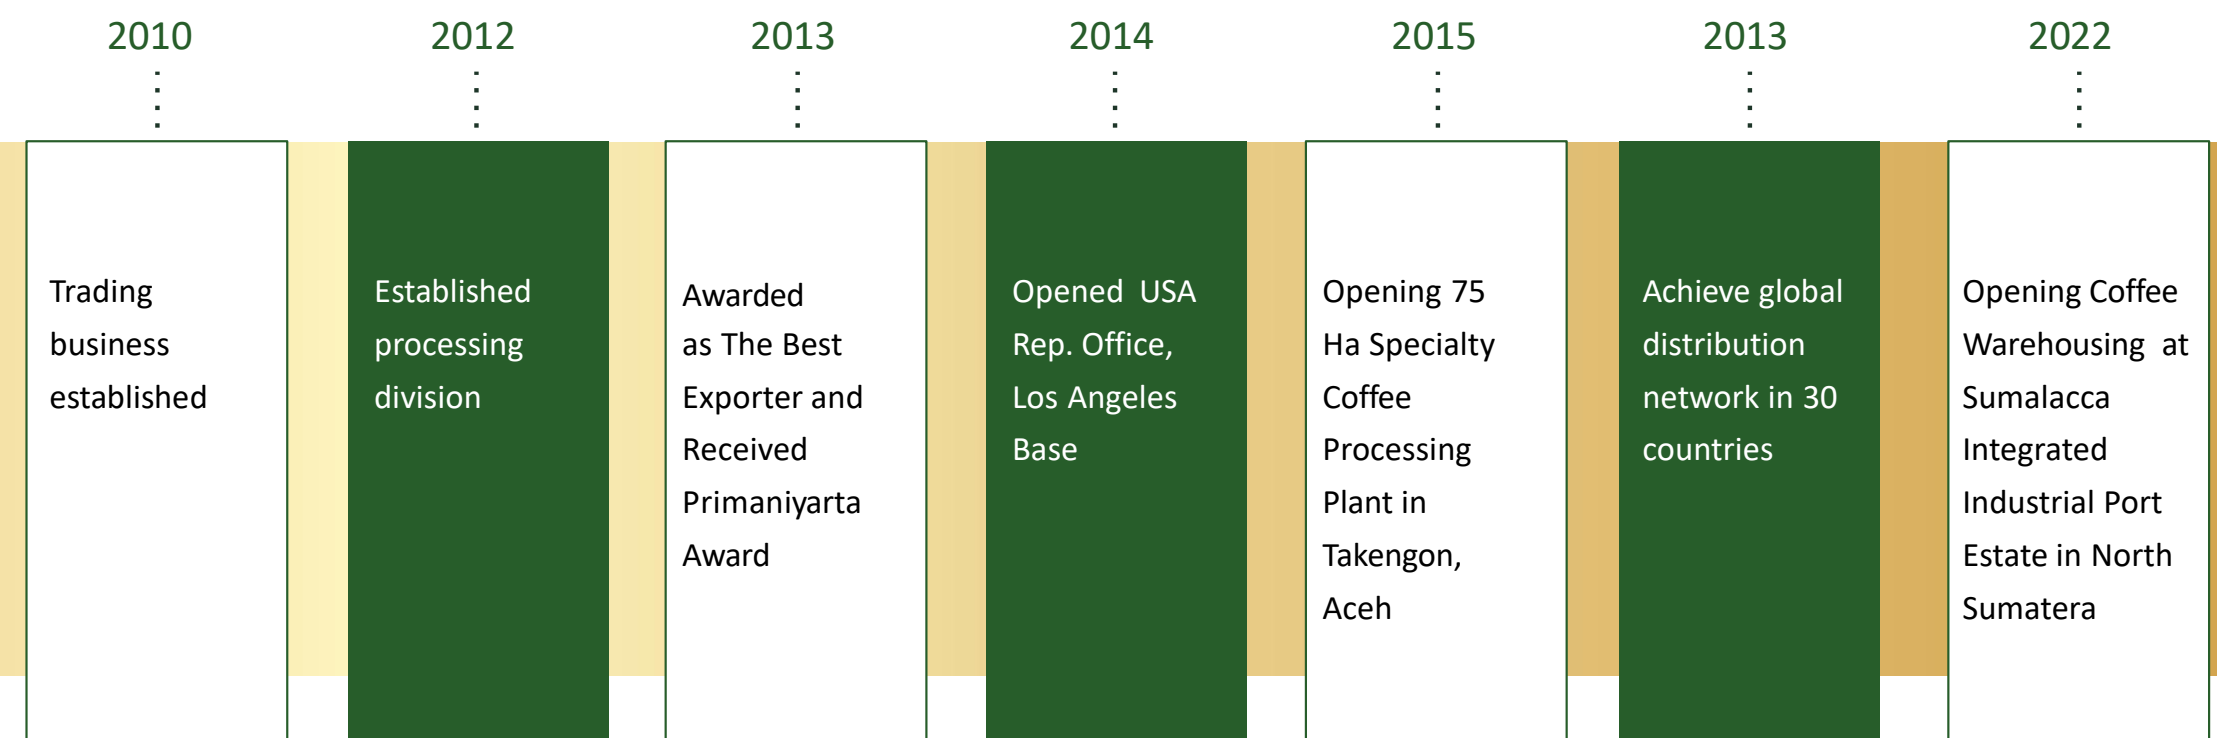 2010
Trading
business
established
2012
Established
processing
division
2013
Awarded
as The Best
Exporter and
Received
Primaniyarta
Award
2014
Opened USA
Rep. Office,
Los Angeles
Base
2015
Opening 75
Ha Specialty
Coffee
Processing
Plant in
Takengon,
Aceh
2013
Achieve global
distribution
network in 30
countries
2022
Opening Coffee
Warehousing at
Sumalacca
Integrated
Industrial Port
Estate in North
Sumatera